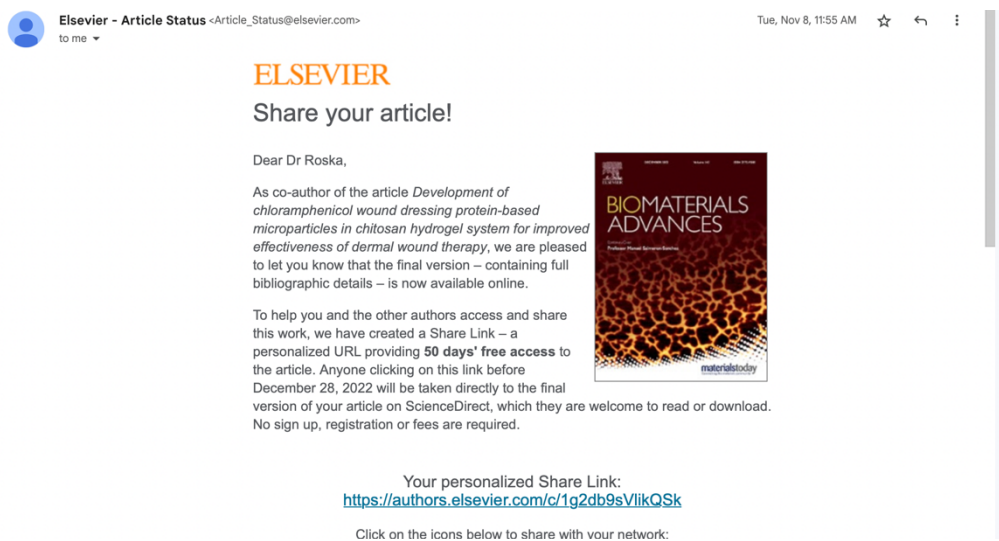 Elsevier - Article Status <Article_Status@elsevier.com>
Tue, Nov 8, 11:55 AM
to me
ELSEVIER
Share your article!
Dear Dr Roska,
As co-author of the article Development of
chloramphenicol wound dressing protein-based
microparticles in chitosan hydrogel system for improved
effectiveness of dermal wound therapy, we are pleased
to let you know that the final version – containing full
bibliographic details – is now available online.
To help you and the other authors access and share
this work, we have created a Share Link – a
personalized URL providing 50 days' free access to
the article. Anyone clicking on this link before
December 28, 2022 will be taken directly to the final
version of your article on ScienceDirect, which they are welcome to read or download.
No sign up, registration or fees are required.
BIOMATERIALS
ADVANCES
materialstoday
Your personalized Share Link:
https://authors.elsevier.com/c/1g2db9sVlikQSk
Click on the icons below to share with your network: